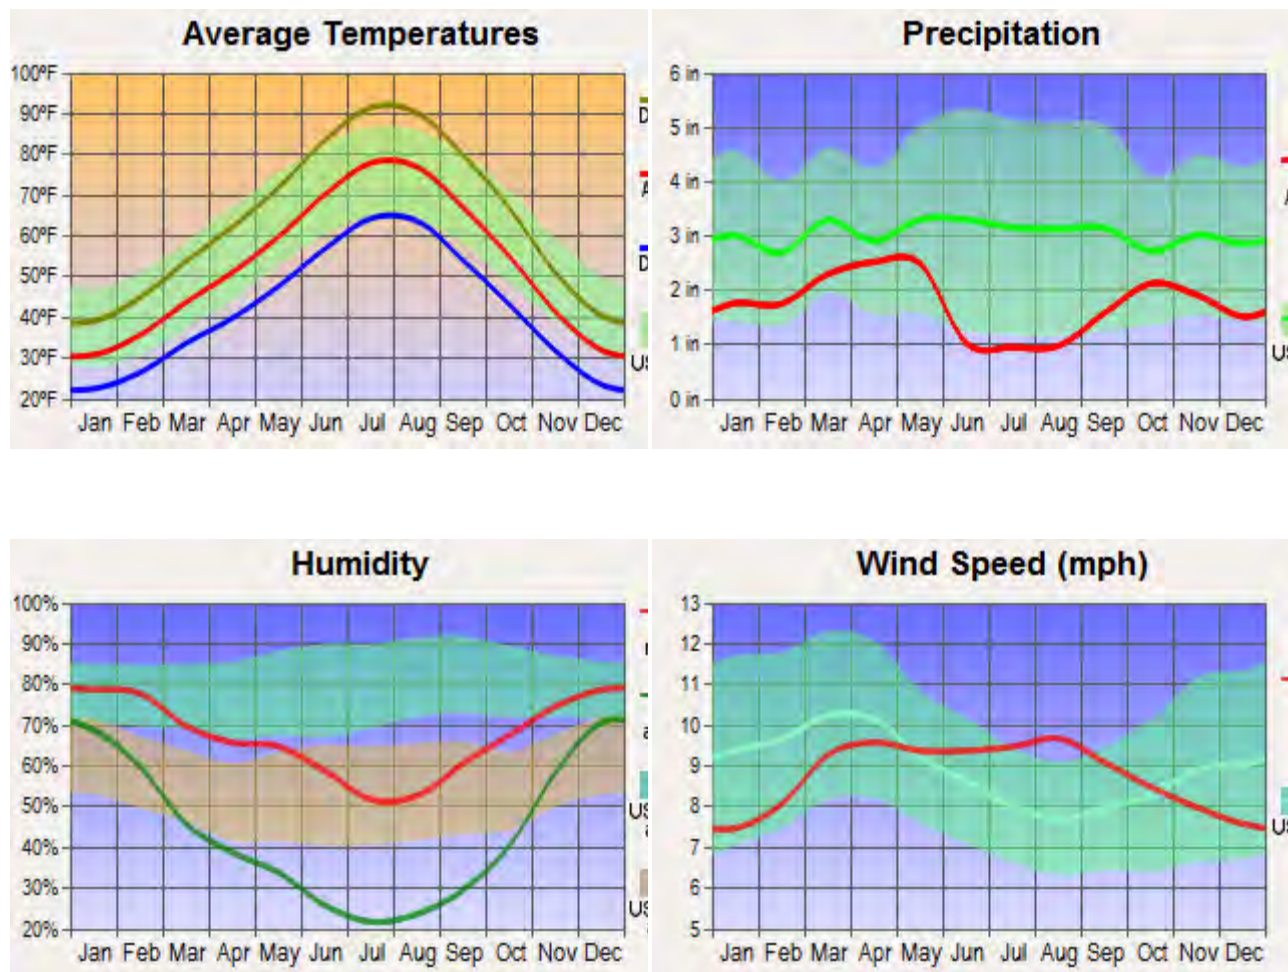 Average Temperatures
100ºF
90ºF
80ºF
70ºF
60ºF
50ºF
40ºF
30ºF
20ºF
Jan Feb Mar Apr May Jun Jul Aug Sep Oct Nov Dec
D
A
D
US
Precipitation
6 in
5 in
4 in
3 in
2 in
1 in
0 in
Jan Feb Mar Apr May Jun Jul Aug Sep Oct Nov Dec
Humidity
100%
90%
80%
70%
60%
50%
40%
30%
20%
Jan Feb Mar Apr May Jun Jul Aug Sep Oct Nov Dec
US
US
Wind Speed (mph)
13
12
11
10
9
8
7
6
5
Jan Feb Mar Apr May Jun Jul Aug Sep Oct Nov Dec